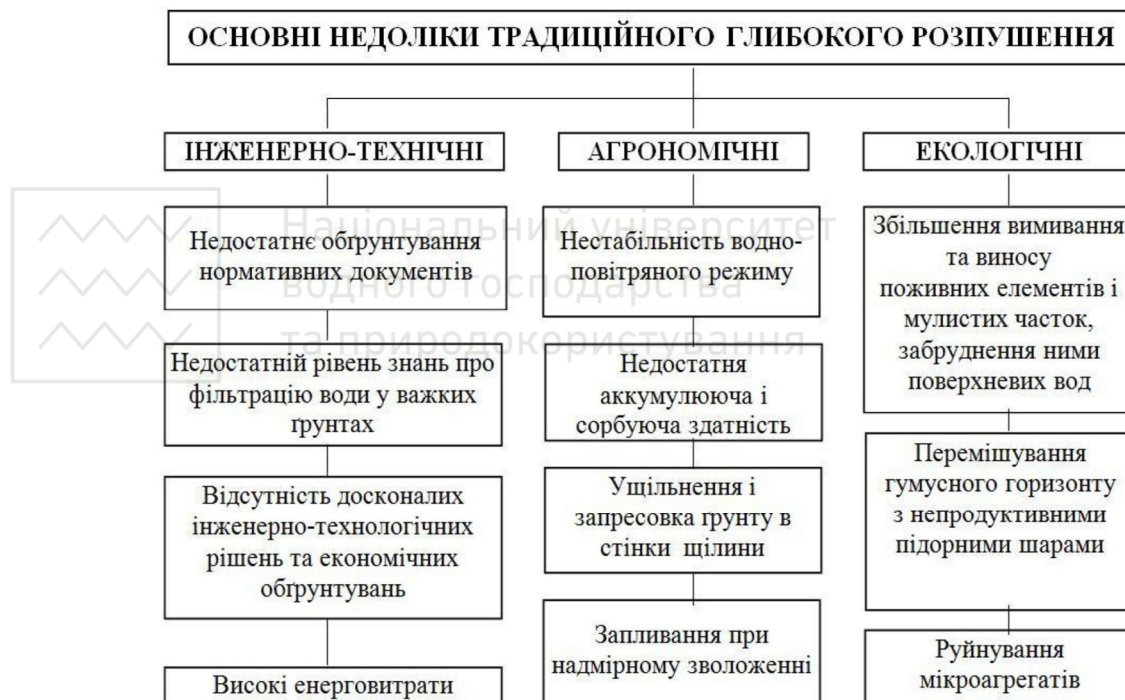 ОСНОВНІ НЕДОЛІКИ ТРАДИЦІЙНОГО ГЛИБОКОГО РОЗПУШЕННЯ
ІНЖЕНЕРНО-ТЕХНІЧНІ
Недостатнє обґрунтування
нормативних документів
Недостатній рівень знань про
фільтрацію води у важких
ґрунтах
Відсутність досконалих
інженерно-технологічних
рішень та економічних
обґрунтувань
Високі енерговитрати
АГРОНОМІЧНІ
Нестабільність водно-
повітряного режиму
Недостатня
аккумулююча і
сорбуюча здатність
Ущільнення і
запресовка ґрунту в
стінки щілини
Запливання при
надмірному зволоженні
ЕКОЛОГІЧНІ
Збільшення вимивання
та виносу
поживних елементів і
мулистих часток,
забруднення ними
поверхневих вод
Перемішування
гумусного горизонту
з непродуктивними
підорними шарами
Руйнування
мікроагрегатів
Національний університет
водного господарства
та природокористування